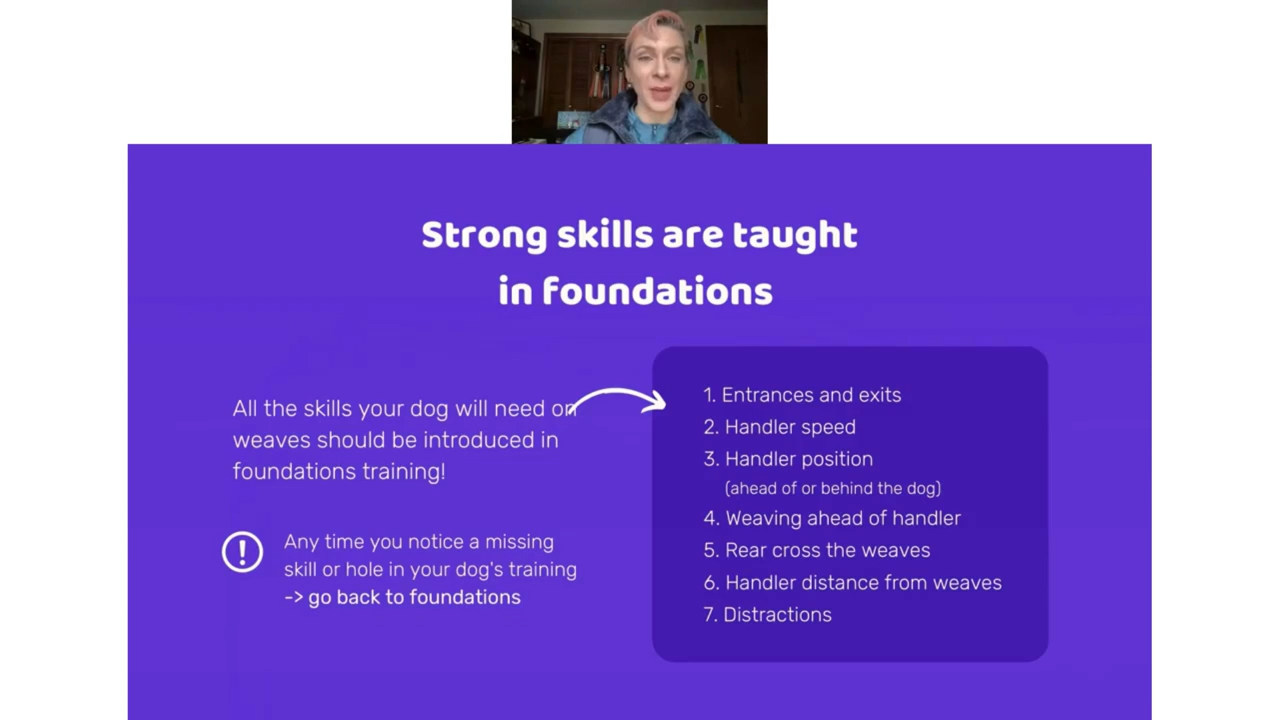 Strong skills are taught
in foundations
All the skills your dog will need on
weaves should be introduced in
foundations training!
Any time you notice a missing
skill or hole in your dog's training
-> go back to foundations
1. Entrances and exits
2. Handler speed
3. Handler position
(ahead of or behind the dog)
4. Weaving ahead of handler
5. Rear cross the weaves
6. Handler distance from weaves
7. Distractions